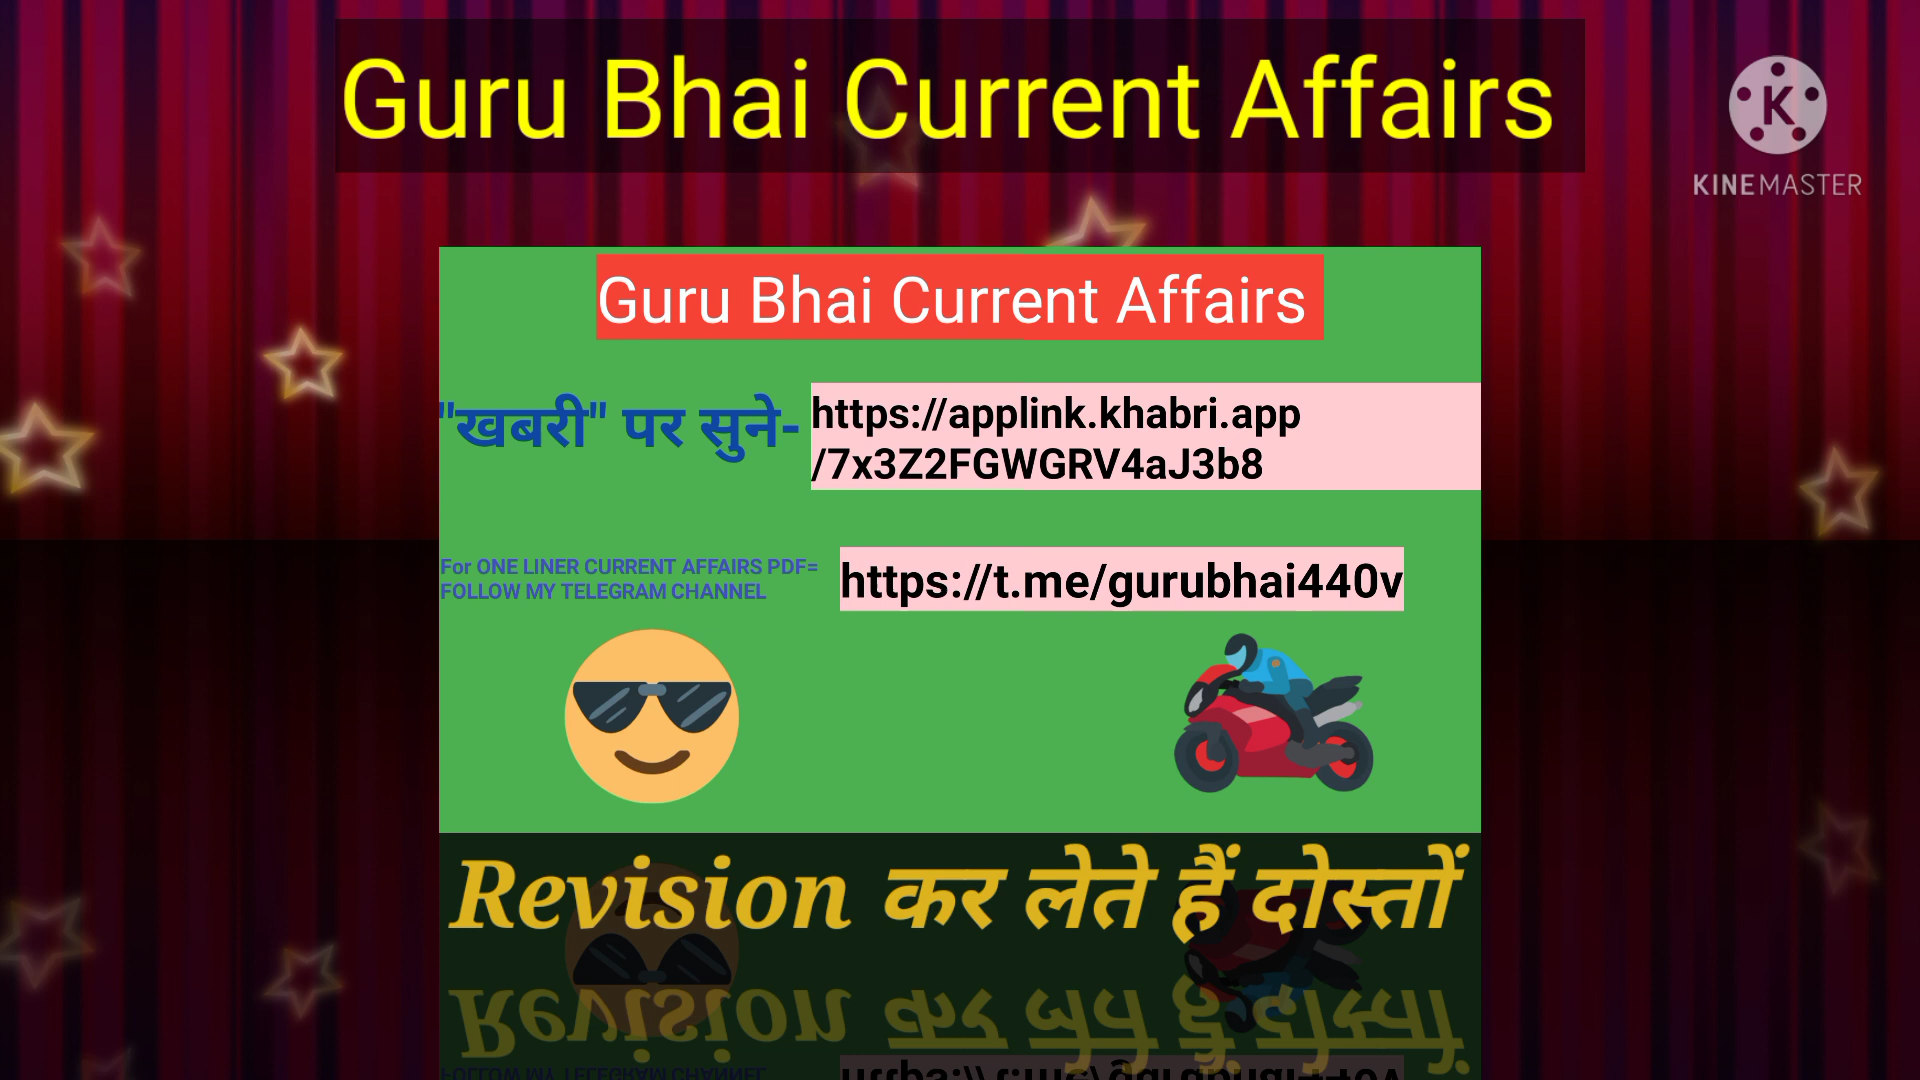 Guru Bhai Current Affairs
K
KINEMASTER
Guru Bhai Current Affairs
"खबरी" पर सुने-
https://applink.khabri.app
/7x3Z2FGWGRV4aJ3b8
For ONE LINER CURRENT AFFAIRS PDF=
FOLLOW MY TELEGRAM CHANNEL
https://t.me/gurubhai440v
Revision कर लेते हैं दोस्तों